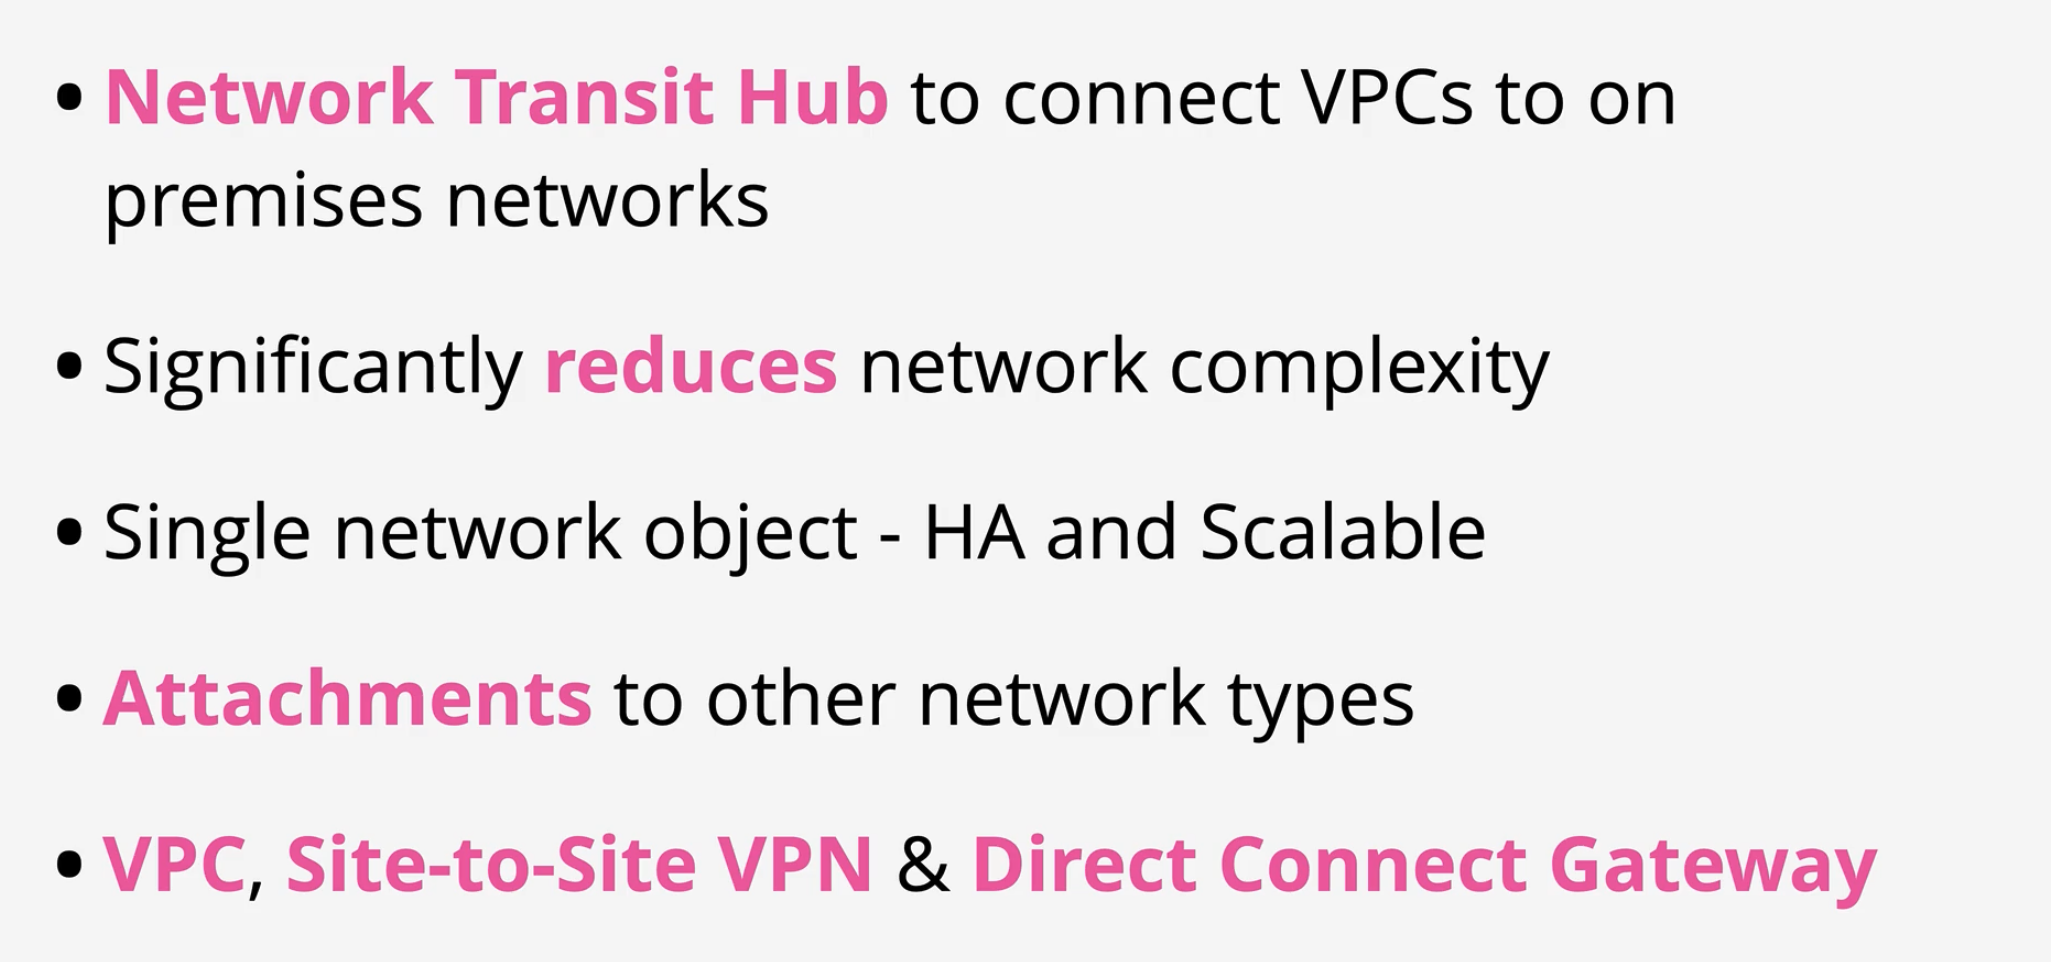 • Network Transit Hub to connect VPCs to on
premises networks
• Significantly reduces network complexity
• Single network object - HA and Scalable
• Attachments to other network types
• VPC, Site-to-Site VPN & Direct Connect Gateway